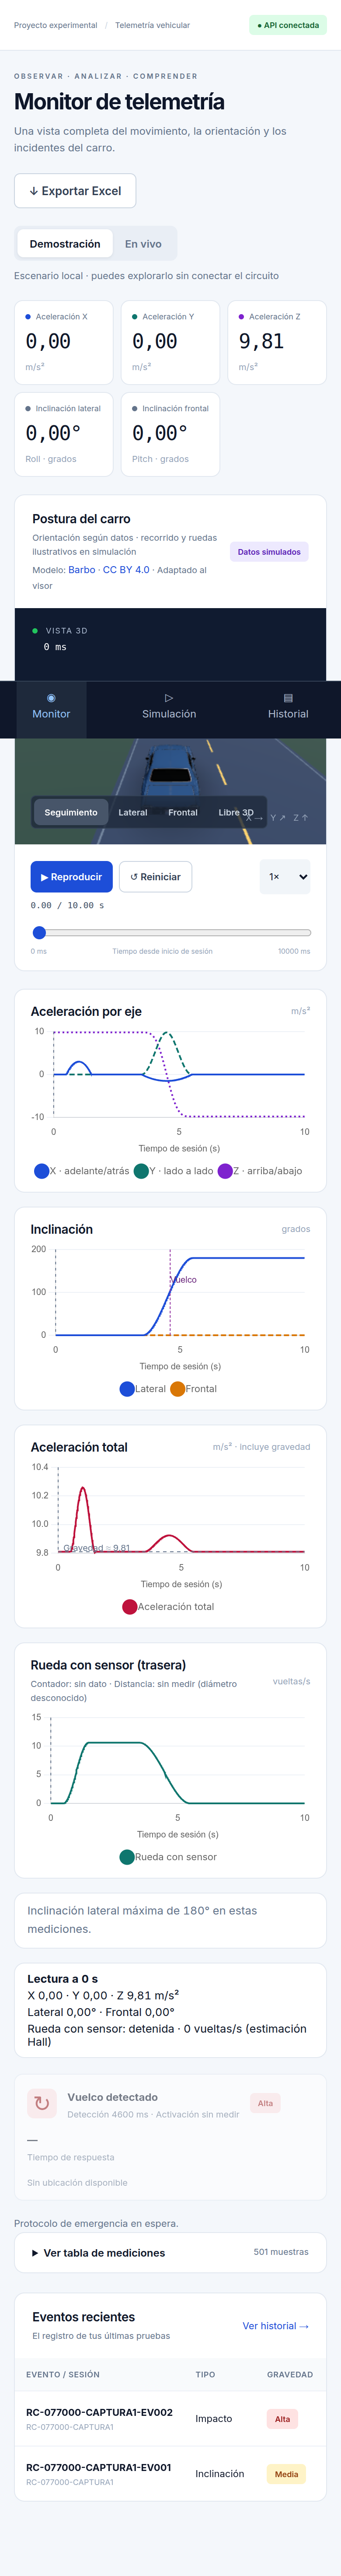 Proyecto experimental / Telemetría vehicular
● API conectada
OBSERVAR · ANALIZAR · COMPRENDER
Monitor de telemetría
Una vista completa del movimiento, la orientación y los
incidentes del carro.
↓ Exportar Excel
Demostración En vivo
Escenario local · puedes explorarlo sin conectar el circuito
Aceleración X
0,00
m/s²
Aceleración Y
0,00
m/s²
Aceleración Z
9,81
m/s²
Inclinación lateral
0,00°
Roll · grados
Inclinación frontal
0,00°
Pitch · grados
Postura del carro
Orientación según datos · recorrido y ruedas
ilustrativos en simulación
Modelo: Barbo · CC BY 4.0 · Adaptado al
visor
Datos simulados
VISTA 3D
0 ms
Monitor
Simulación
Historial
Seguimiento Lateral Frontal Libre 3D
X → Y ↗ Z ↑
▶ Reproducir ↺ Reiniciar 1×
0.00 / 10.00 s
0 ms Tiempo desde inicio de sesión 10000 ms
Aceleración por eje m/s²
10
0
-10
0 5 10
Tiempo de sesión (s)
X · adelante/atrás Y · lado a lado Z · arriba/abajo
Inclinación grados
200
Vuelco
100
0
0 5 10
Tiempo de sesión (s)
Lateral Frontal
Aceleración total m/s² · incluye gravedad
10.4
10.2
10.0
Gravedad ≈ 9.81
9.8
0 5 10
Tiempo de sesión (s)
Aceleración total
Rueda con sensor (trasera)
Contador: sin dato · Distancia: sin medir (diámetro
desconocido)
vueltas/s
15
10
5
0
0 5 10
Tiempo de sesión (s)
Rueda con sensor
Inclinación lateral máxima de 180° en estas
mediciones.
Lectura a 0 s
X 0,00 · Y 0,00 · Z 9,81 m/s²
Lateral 0,00° · Frontal 0,00°
Rueda con sensor: detenida · 0 vueltas/s (estimación
Hall)
↻
Vuelco detectado
Detección 4600 ms · Activación sin medir
Alta
—
Tiempo de respuesta
Sin ubicación disponible
Protocolo de emergencia en espera.
▶ Ver tabla de mediciones 501 muestras
Eventos recientes
El registro de tus últimas pruebas
Ver historial →
EVENTO / SESIÓN TIPO GRAVEDAD
RC-077000-CAPTURA1-EV002
RC-077000-CAPTURA1
Impacto
Alta
RC-077000-CAPTURA1-EV001
RC-077000-CAPTURA1
Inclinación
Media